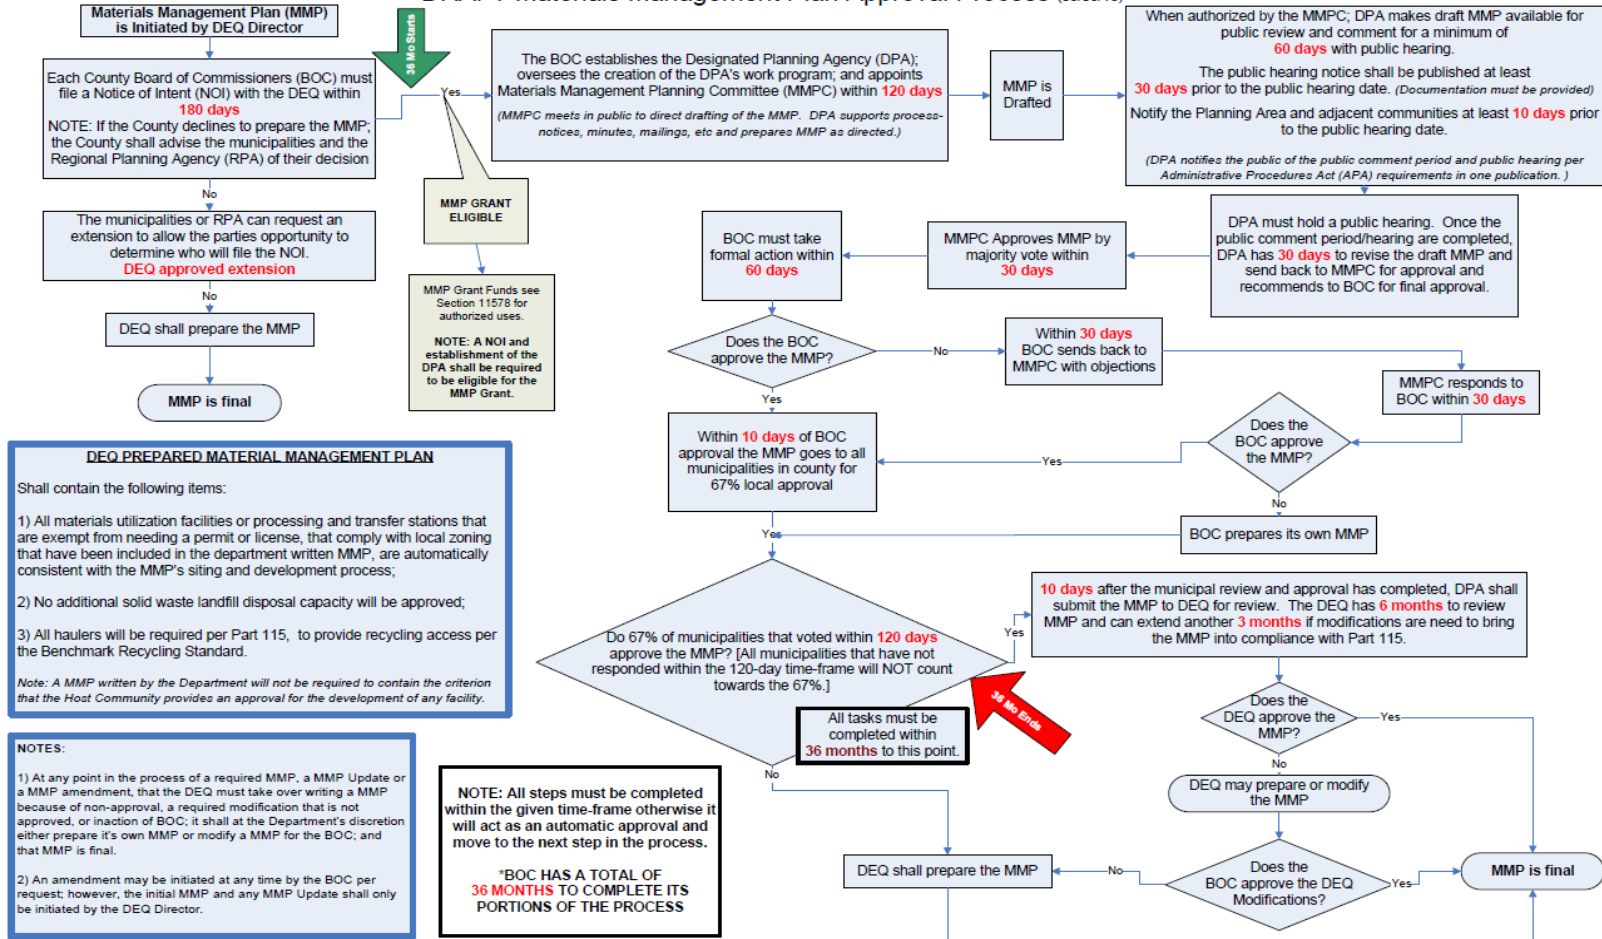 Materials Management Plan (MMP)
is Initiated by DEQ Director
36 Mo Starts
Each County Board of Commissioners (BOC) must
file a Notice of Intent (NOI) with the DEQ within
180 days
NOTE: If the County declines to prepare the MMP;
the County shall advise the municipalities and the
Regional Planning Agency (RPA) of their decision
Yes
No
The municipalities or RPA can request an
extension to allow the parties opportunity to
determine who will file the NOI.
DEQ approved extension
No
DEQ shall prepare the MMP
MMP is final
MMP GRANT
ELIGIBLE
MMP Grant Funds see
Section 11578 for
authorized uses.
NOTE: A NOI and
establishment of the
DPA shall be required
to be eligible for the
MMP Grant.
The BOC establishes the Designated Planning Agency (DPA);
oversees the creation of the DPA's work program; and appoints
Materials Management Planning Committee (MMPC) within 120 days
(MMPC meets in public to direct drafting of the MMP. DPA supports process-
notices, minutes, mailings, etc and prepares MMP as directed.)
MMP is
Drafted
When authorized by the MMPC; DPA makes draft MMP available for
public review and comment for a minimum of
60 days with public hearing.
The public hearing notice shall be published at least
30 days prior to the public hearing date. (Documentation must be provided)
Notify the Planning Area and adjacent communities at least 10 days prior
to the public hearing date.
(DPA notifies the public of the public comment period and public hearing per
Administrative Procedures Act (APA) requirements in one publication. )
DPA must hold a public hearing. Once the
public comment period/hearing are completed,
DPA has 30 days to revise the draft MMP and
send back to MMPC for approval and
recommends to BOC for final approval.
MMPC Approves MMP by
majority vote within
30 days
BOC must take
formal action within
60 days
Does the BOC
approve the MMP?
No
Within 30 days
BOC sends back to
MMPC with objections
MMPC responds to
BOC within 30 days
Yes
Does the
BOC approve
the MMP?
Yes
No
BOC prepares its own MMP
Within 10 days of BOC
approval the MMP goes to all
municipalities in county for
67% local approval
Yes
Do 67% of municipalities that voted within 120 days
approve the MMP? [All municipalities that have not
responded within the 120-day time-frame will NOT count
towards the 67%.]
Yes
36 Mo Ends
All tasks must be
completed within
36 months to this point.
No
10 days after the municipal review and approval has completed, DPA shall
submit the MMP to DEQ for review. The DEQ has 6 months to review
MMP and can extend another 3 months if modifications are need to bring
the MMP into compliance with Part 115.
Does the
DEQ approve the
MMP?
Yes
No
DEQ may prepare or modify
the MMP
Does the
BOC approve the DEQ
Modifications?
No
Yes
DEQ shall prepare the MMP
MMP is final
DEQ PREPARED MATERIAL MANAGEMENT PLAN
Shall contain the following items:
1) All materials utilization facilities or processing and transfer stations that
are exempt from needing a permit or license, that comply with local zoning
that have been included in the department written MMP, are automatically
consistent with the MMP's siting and development process;
2) No additional solid waste landfill disposal capacity will be approved;
3) All haulers will be required per Part 115, to provide recycling access per
the Benchmark Recycling Standard.
Note: A MMP written by the Department will not be required to contain the criterion
that the Host Community provides an approval for the development of any facility.
NOTES:
1) At any point in the process of a required MMP, a MMP Update or
a MMP amendment, that the DEQ must take over writing a MMP
because of non-approval, a required modification that is not
approved, or inaction of BOC; it shall at the Department's discretion
either prepare it's own MMP or modify a MMP for the BOC; and
that MMP is final.
2) An amendment may be initiated at any time by the BOC per
request; however, the initial MMP and any MMP Update shall only
be initiated by the DEQ Director.
NOTE: All steps must be completed
within the given time-frame otherwise it
will act as an automatic approval and
move to the next step in the process.
*BOC HAS A TOTAL OF
36 MONTHS TO COMPLETE ITS
PORTIONS OF THE PROCESS